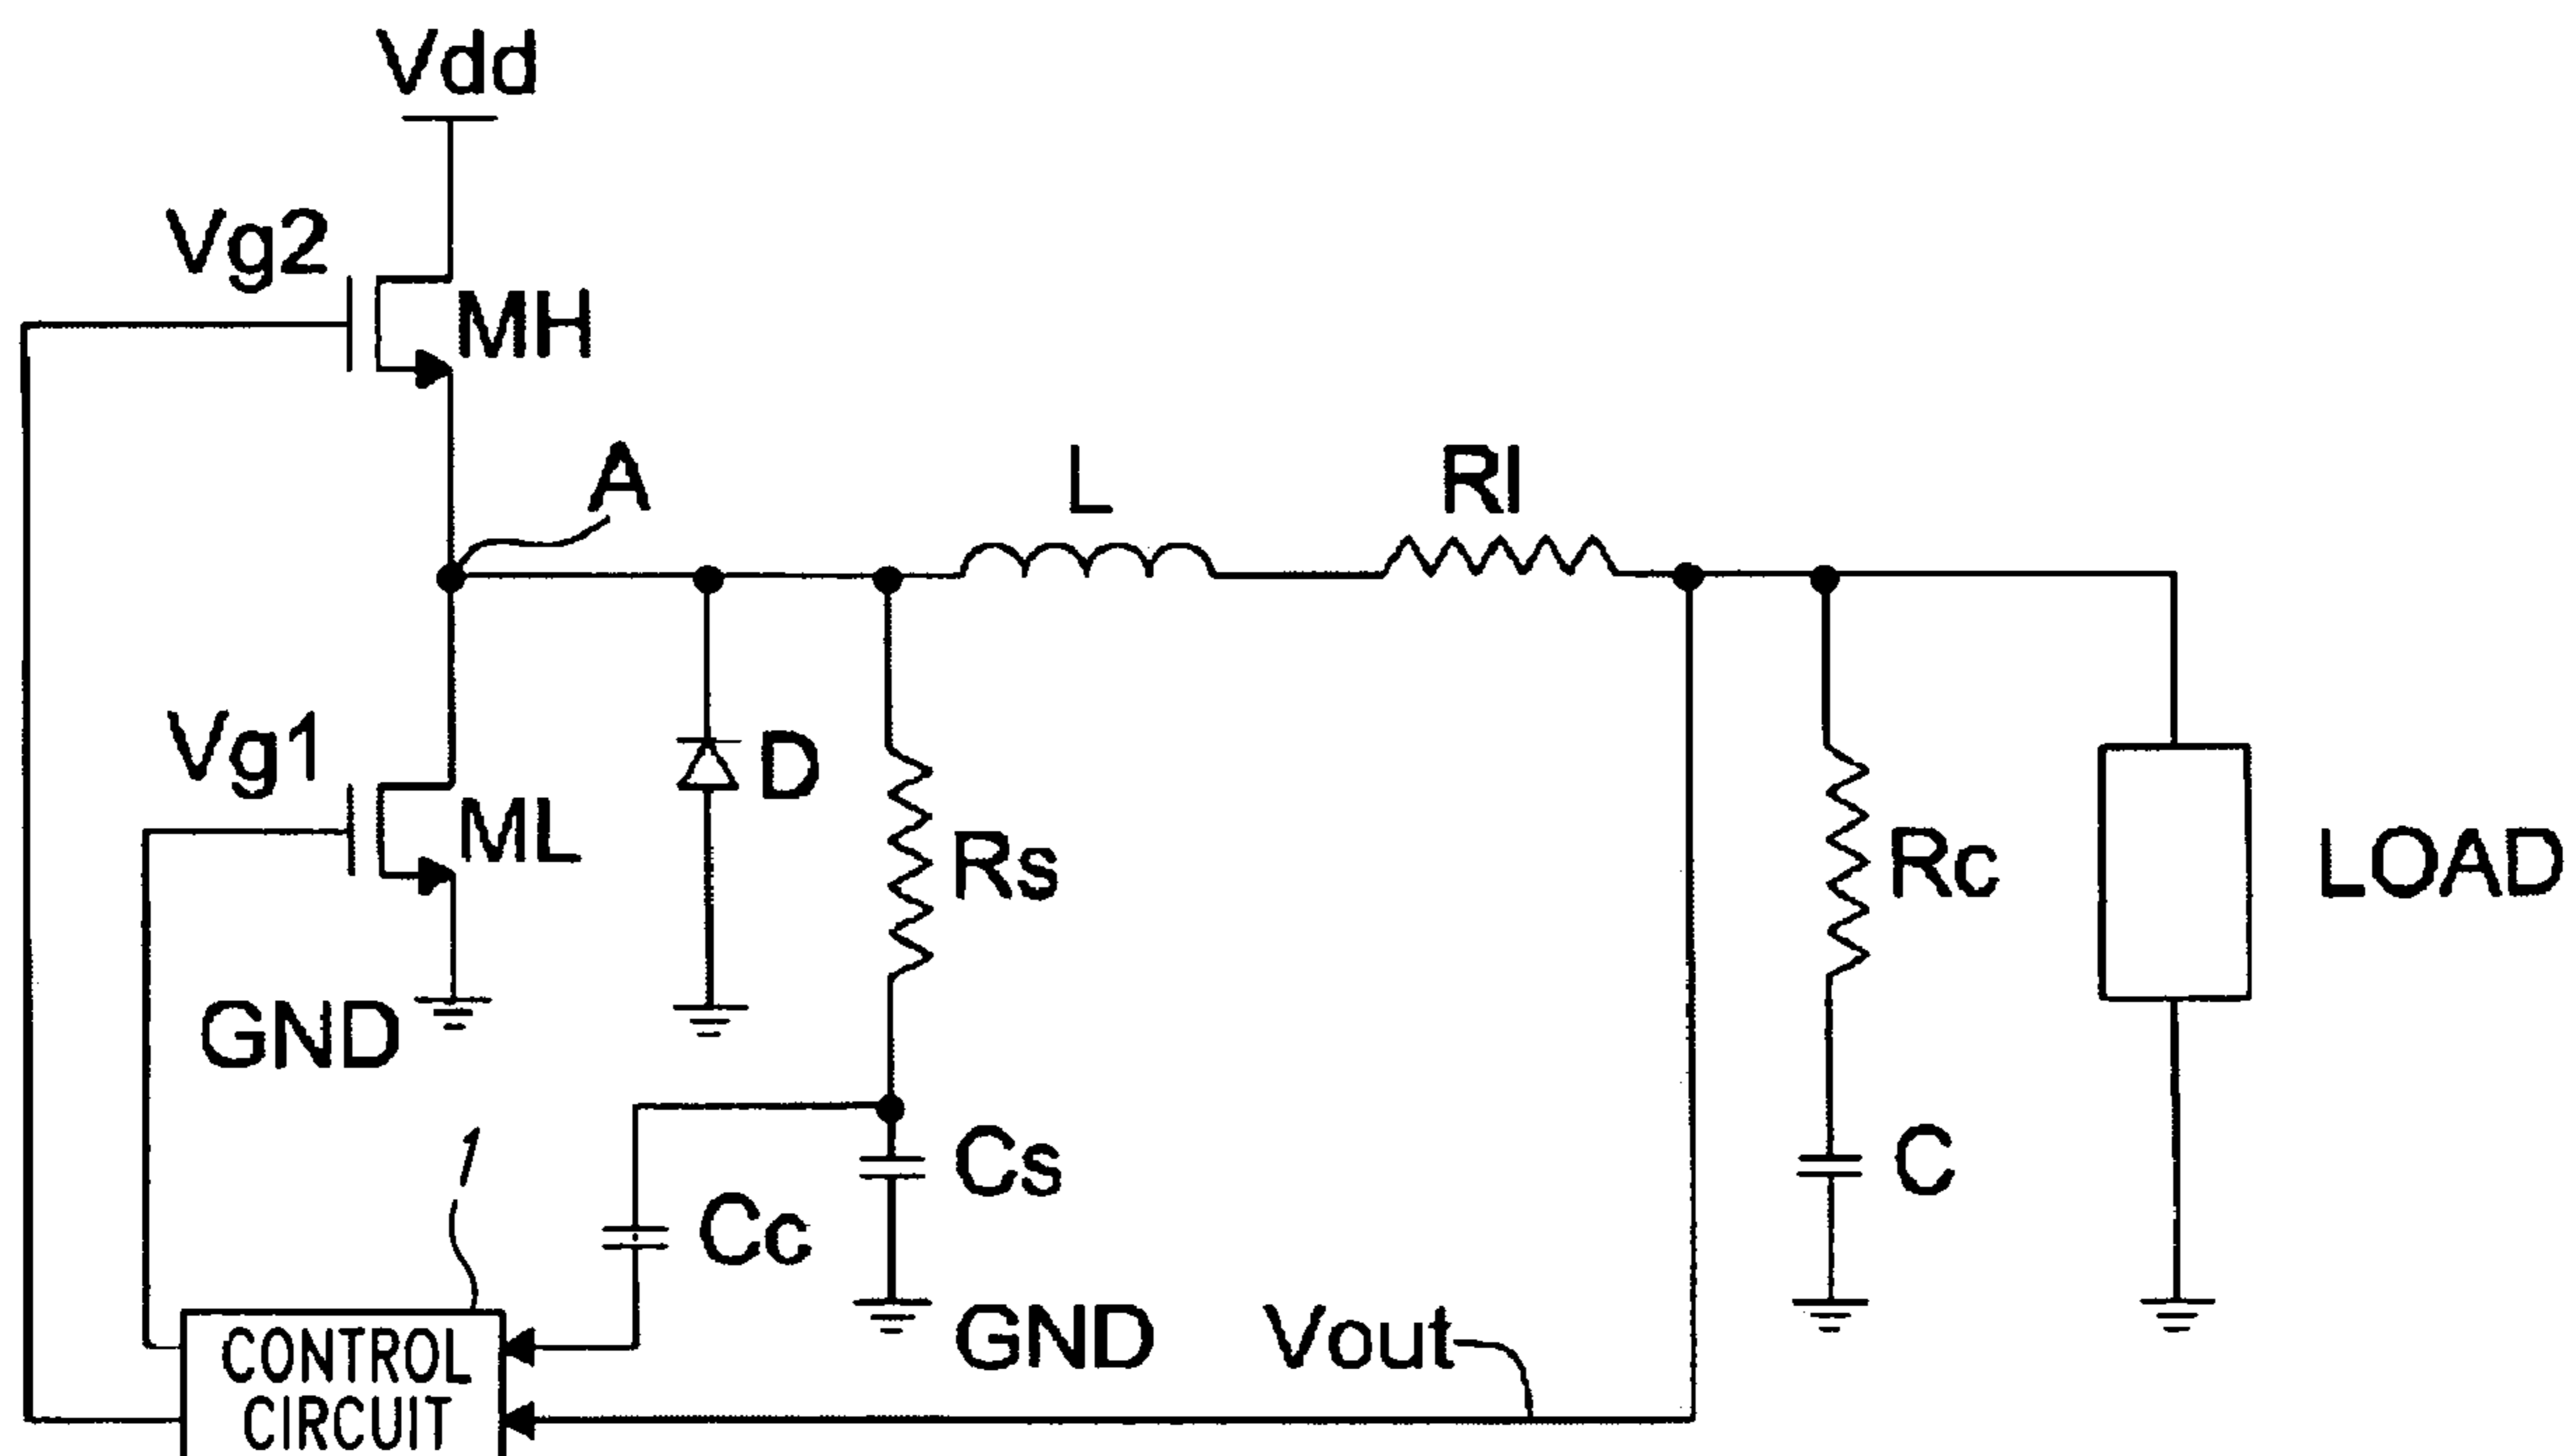 Vdd
Vg2
MH
A
L
Rl
Vg1
ML
D
Rs
Rc
LOAD
GND
1
Cs
C
Cc
GND
Vout
CONTROL
CIRCUIT